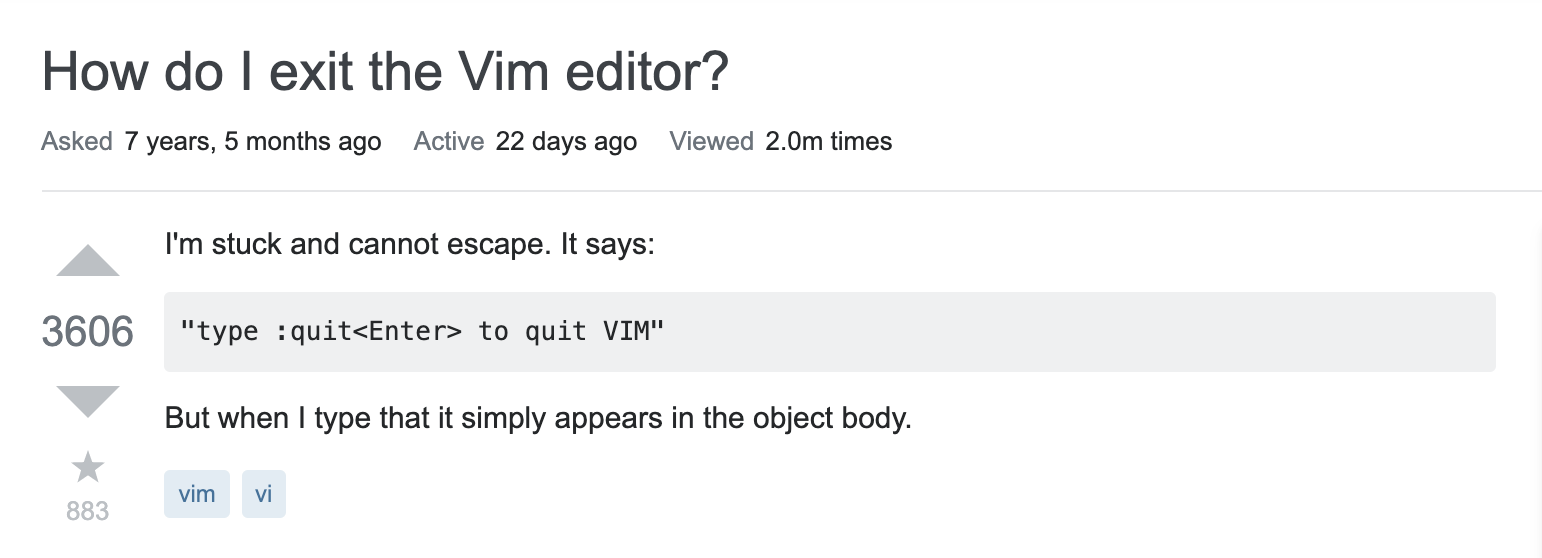 How do I exit the Vim editor?
Asked 7 years, 5 months ago Active 22 days ago Viewed 2.0m times
I'm stuck and cannot escape. It says:
3606
"type :quit<Enter> to quit VIM"
But when I type that it simply appears in the object body.
883
vim vi